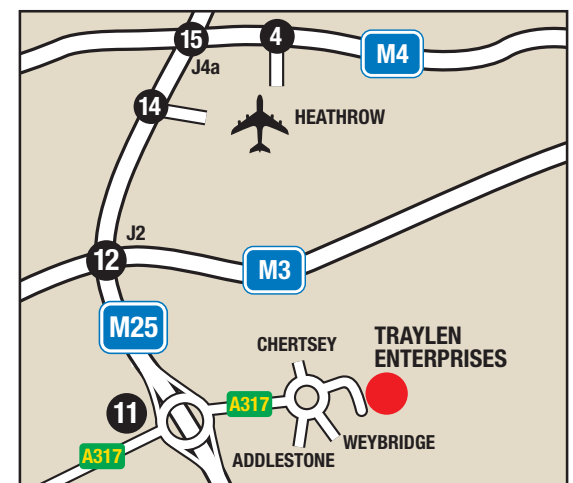 15
4
M4
J4a
14
HEATHROW
J2
12
M3
M25
CHERTSEY
TRAYLEN
ENTERPRISES
11
A317
A317
WEYBRIDGE
ADDLESTONE